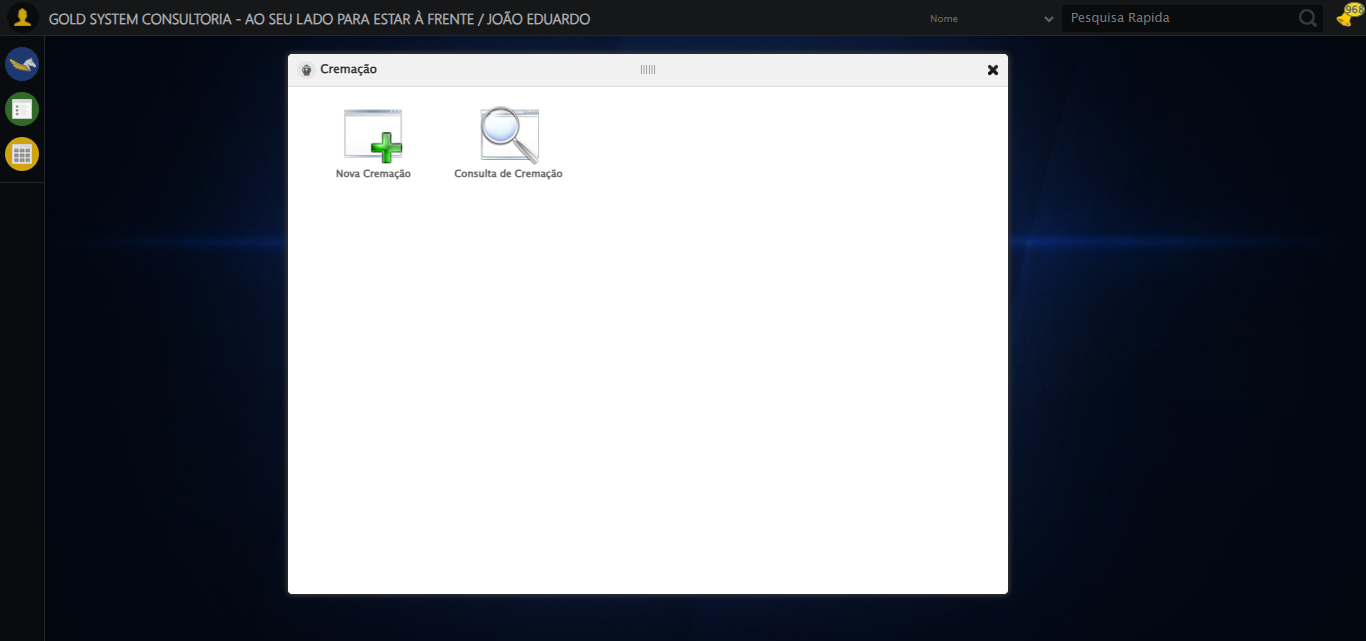 GOLD SYSTEM CONSULTORIA - AO SEU LADO PARA ESTAR À FRENTE / JOÃO EDUARDO
Nome
Pesquisa Rapida
968
Cremação
Nova Cremação
Consulta de Cremação